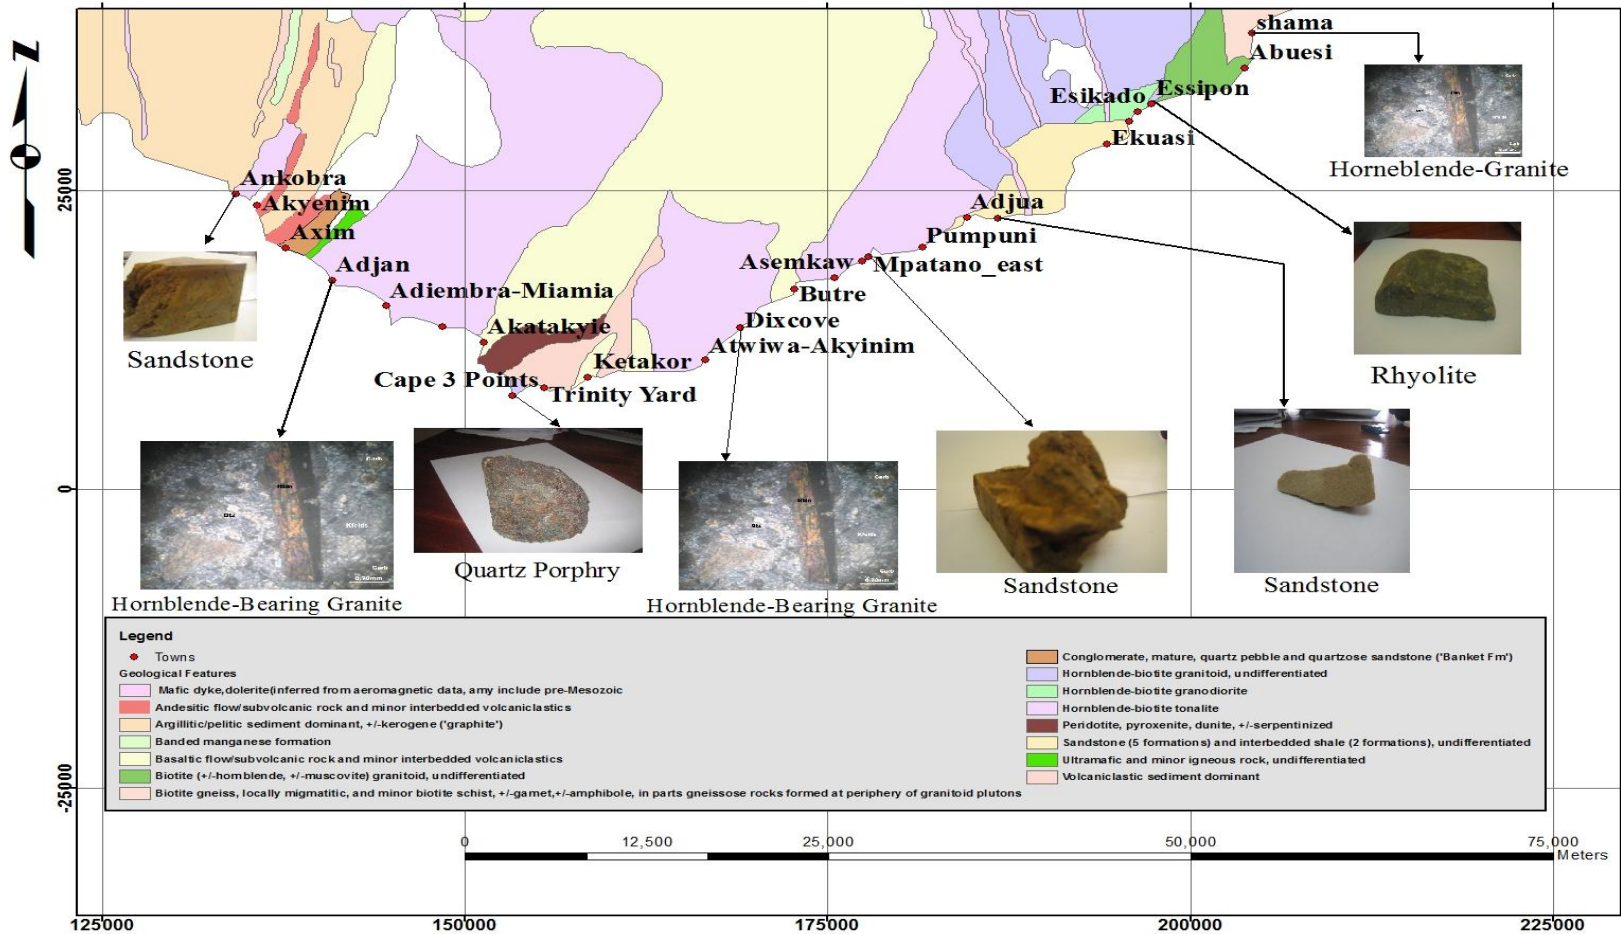 N
shama
Abuesi
Essipon
Esikado
Ekuasi
Horneblende-Granite
Ankobra
Akyenim
Axim
Adjan
Adiembra-Miamia
Akatakyie
Cape 3 Points
Trinity Yard
Ketakor
Atwiwa-Akyinim
Dixcove
Butre
Asemkaw
Mpatano_east
Pumpuni
Adjua
Sandstone
Rhyolite
Hornblende-Bearing Granite
Quartz Porphry
Hornblende-Bearing Granite
Sandstone
Sandstone
25000
0
-25000
Legend
Towns
Geological Features
Mafic dyke,dolerite(inferred from aeromagnetic data, amy include pre-Mesozoic
Andesitic flow/subvolcanic rock and minor interbedded volcaniclastics
Argillitic/pelitic sediment dominant, +/-kerogene ('graphite')
Banded manganese formation
Basaltic flow/subvolcanic rock and minor interbedded volcaniclastics
Biotite (+/-hornblende, +/-muscovite) granitoid, undifferentiated
Biotite gneiss, locally migmatitic, and minor biotite schist, +/-garnet,+/-amphibole, in parts gneissose rocks formed at periphery of granitoid plutons
Conglomerate, mature, quartz pebble and quartzose sandstone ('Banket Fm')
Hornblende-biotite granitoid, undifferentiated
Hornblende-biotite granodiorite
Hornblende-biotite tonalite
Peridotite, pyroxenite, dunite, +/-serpentinized
Sandstone (5 formations) and interbedded shale (2 formations), undifferentiated
Ultramafic and minor igneous rock, undifferentiated
Volcaniclastic sediment dominant
0 12,500 25,000 50,000 75,000
Meters
125000 150000 175000 200000 225000